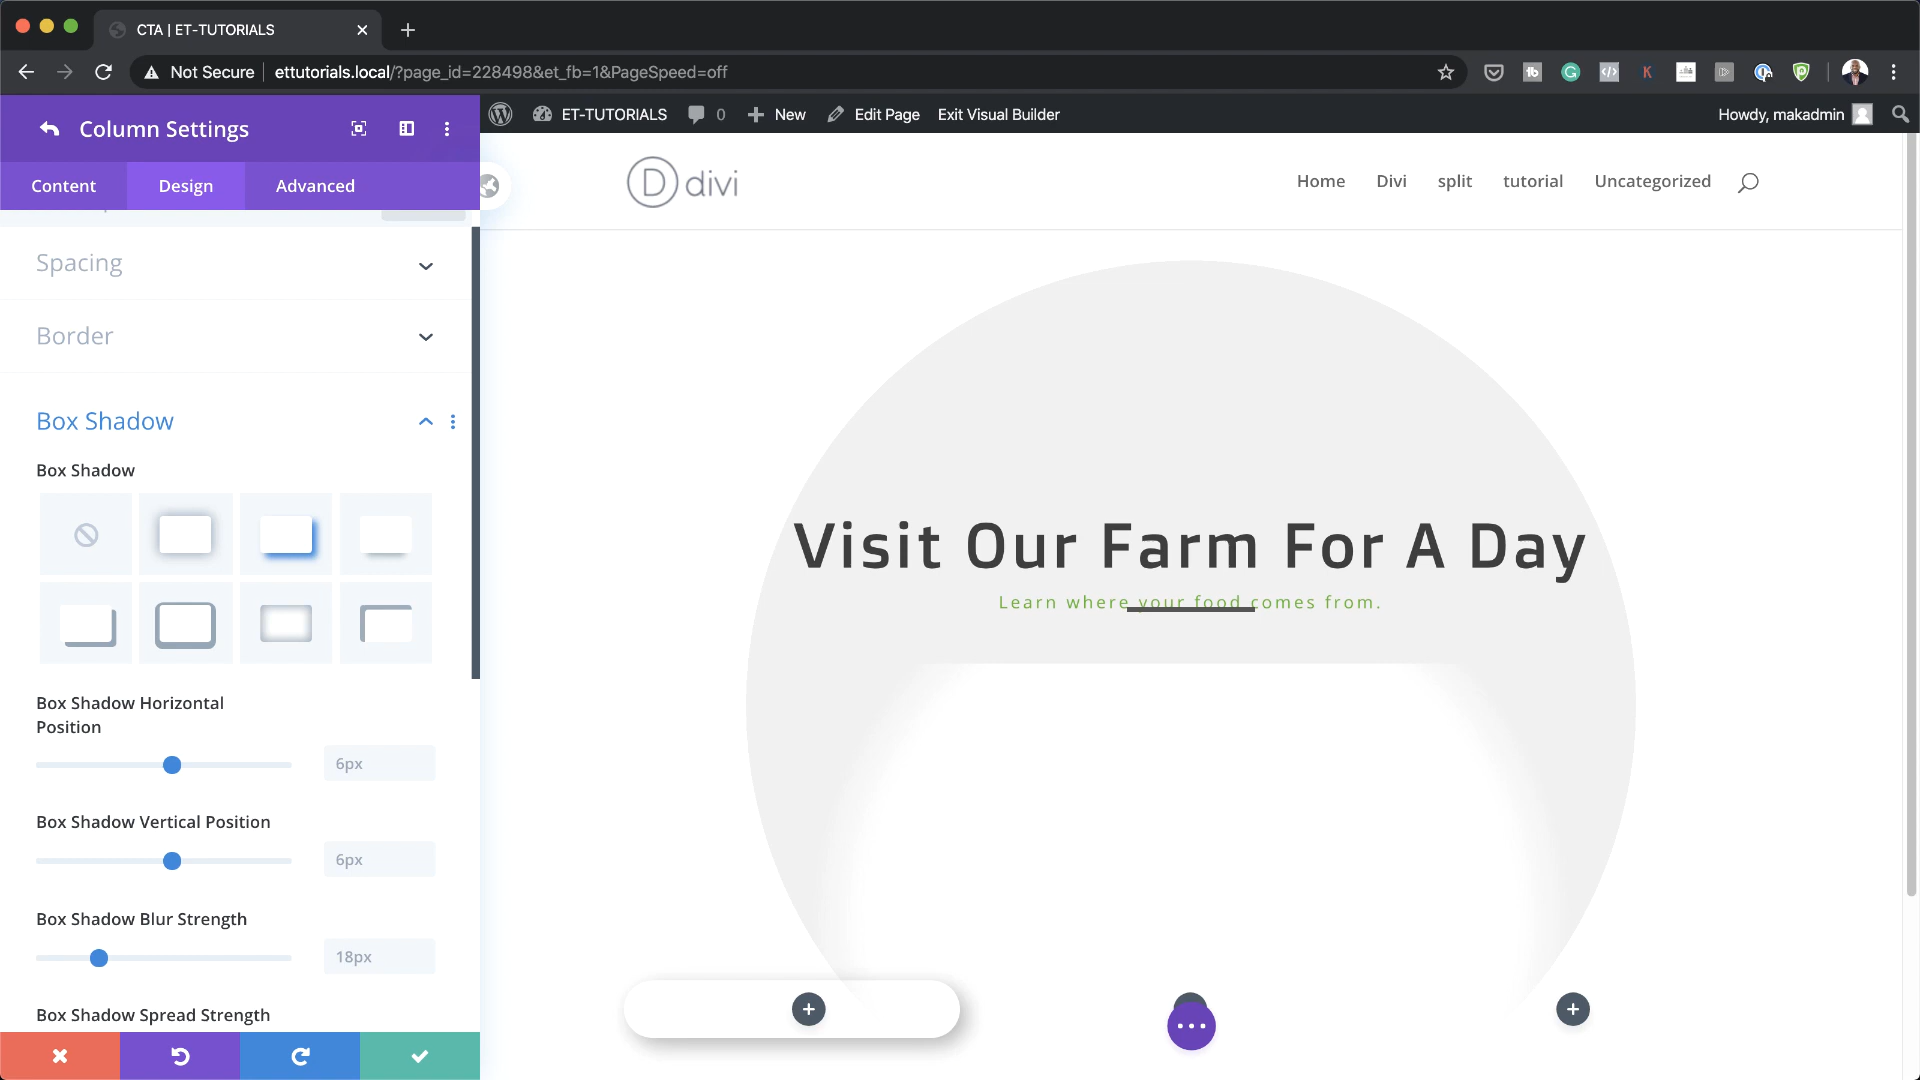 CTA | ET-TUTORIALS
Not Secure ettutorials.local/?page_id=228498&et_fb=1&PageSpeed=off
Column Settings
ET-TUTORIALS 0 New Edit Page Exit Visual Builder Howdy, makadmin
Content Design Advanced
divi
Home Divi split tutorial Uncategorized
Spacing
Border
Box Shadow
Box Shadow
Visit Our Farm For A Day
Learn where your food comes from.
Box Shadow Horizontal
Position
6px
Box Shadow Vertical Position
6px
Box Shadow Blur Strength
18px
Box Shadow Spread Strength